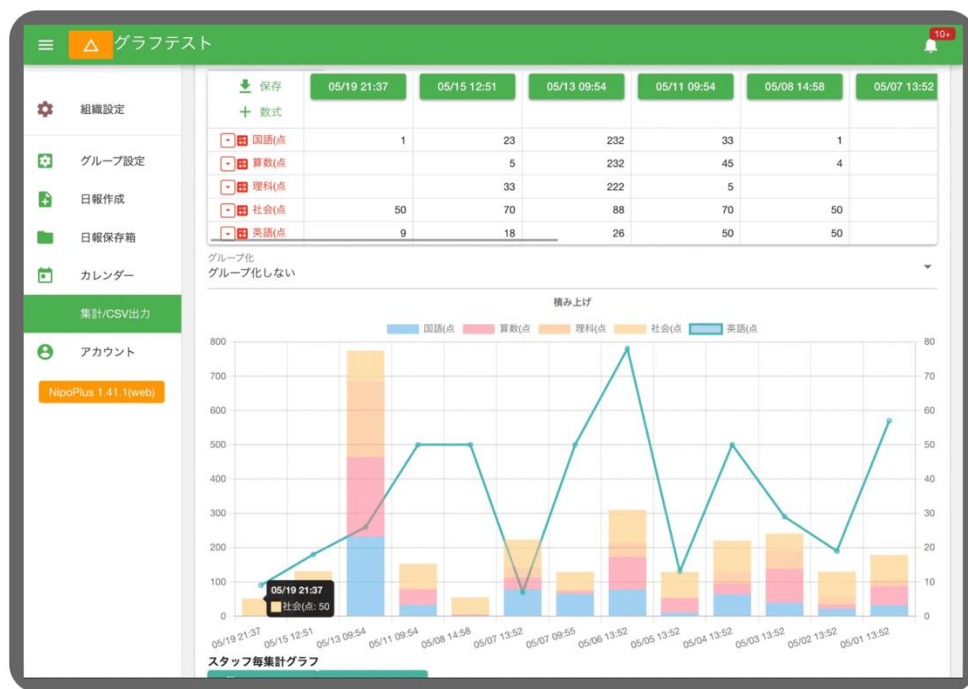 グラフテスト
10+
組織設定
グループ設定
日報作成
日報保存箱
カレンダー
集計/CSV出力
アカウント
NipoPlus 1.41.1(web)
保存 05/19 21:37 05/15 12:51 05/13 09:54 05/11 09:54 05/08 14:58 05/07 13:52
数式
国語(点 1 23 232 33 1
算数(点 5 232 45 4
理科(点 33 222 5
社会(点 50 70 88 70 50
英語(点 9 18 26 50 50
グループ化
グループ化しない
積み上げ
国語(点 算数(点 理科(点 社会(点 英語(点
800 80
700 70
600 60
500 50
400 40
300 30
200 20
100 10
0 0
05/19 21:37
社会(点: 50
05/19 21:37 05/15 12:51 05/13 09:54 05/11 09:54 05/08 14:58 05/07 13:52 05/07 09:55 05/06 13:52 05/05 13:52 05/04 13:52 05/03 13:52 05/02 13:52 05/01 13:52
スタッフ毎集計グラフ